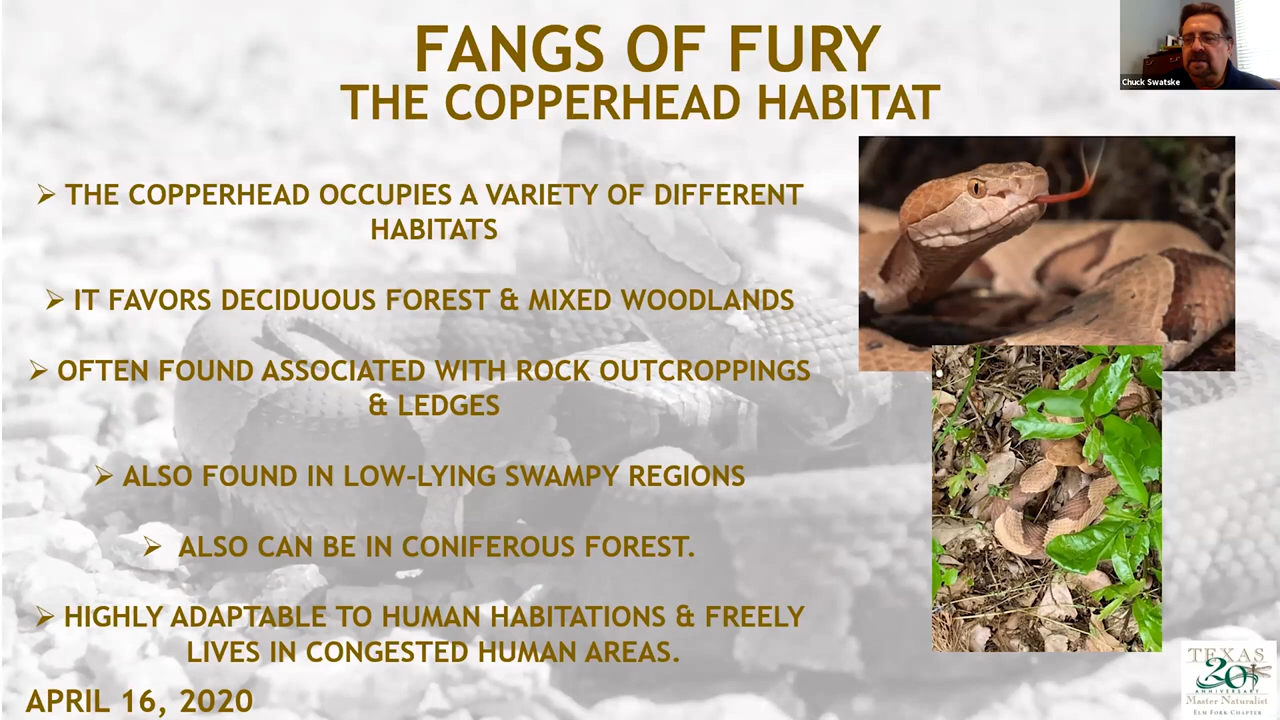 FANGS OF FURY
THE COPPERHEAD HABITAT
Chuck Swatske
➢ THE COPPERHEAD OCCUPIES A VARIETY OF DIFFERENT
HABITATS
➢ IT FAVORS DECIDUOUS FOREST & MIXED WOODLANDS
➢ OFTEN FOUND ASSOCIATED WITH ROCK OUTCROPPINGS
& LEDGES
➢ ALSO FOUND IN LOW-LYING SWAMPY REGIONS
➢ ALSO CAN BE IN CONIFEROUS FOREST.
➢ HIGHLY ADAPTABLE TO HUMAN HABITATIONS & FREELY
LIVES IN CONGESTED HUMAN AREAS.
APRIL 16, 2020
TEXAS
20
ANNIVERSARY
Master Naturalist
ELM FORK CHAPTER